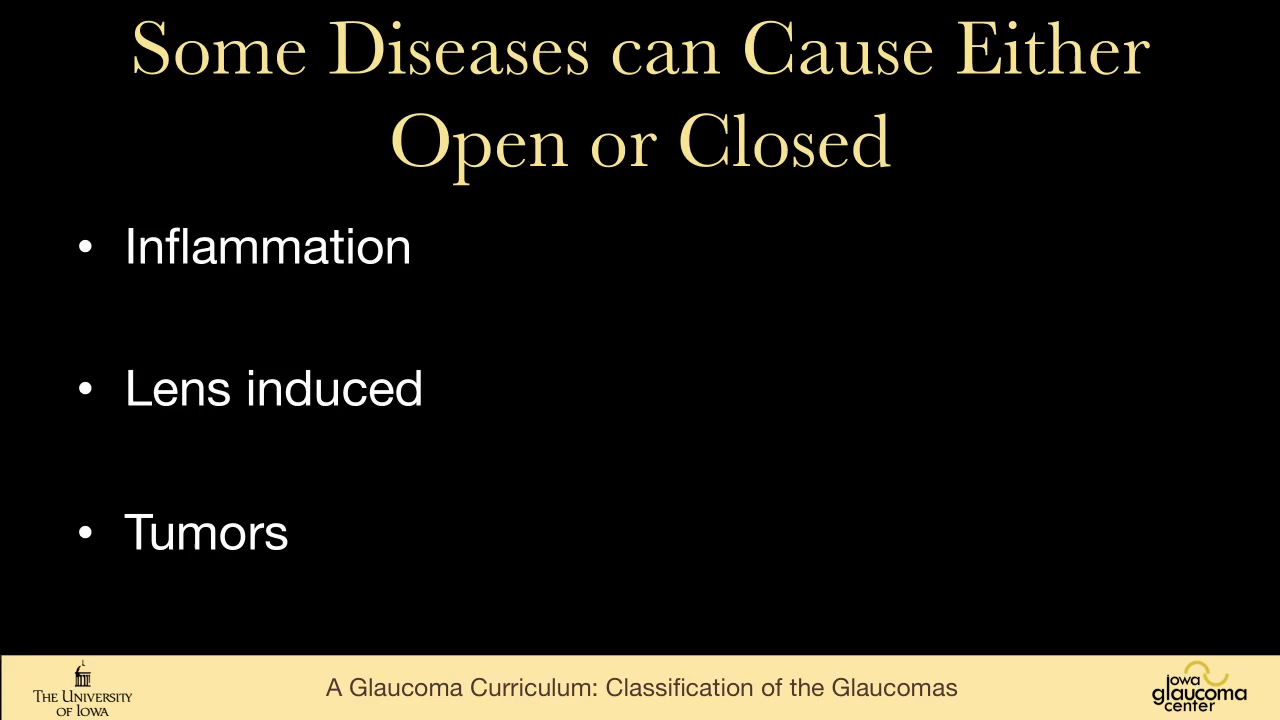 Some Diseases can Cause Either
Open or Closed
• Inflammation
• Lens induced
• Tumors
THE UNIVERSITY
OF IOWA
A Glaucoma Curriculum: Classification of the Glaucomas
iowa
glaucoma
center